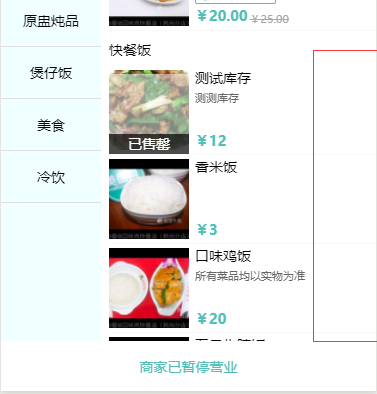 原盅炖品
煲仔饭
美食
冷饮
¥20.00 ¥25.00
快餐饭
测试库存
测测库存
已售罄
¥12
香米饭
¥3
口味鸡饭
所有菜品均以实物为准
¥20
商家已暂停营业